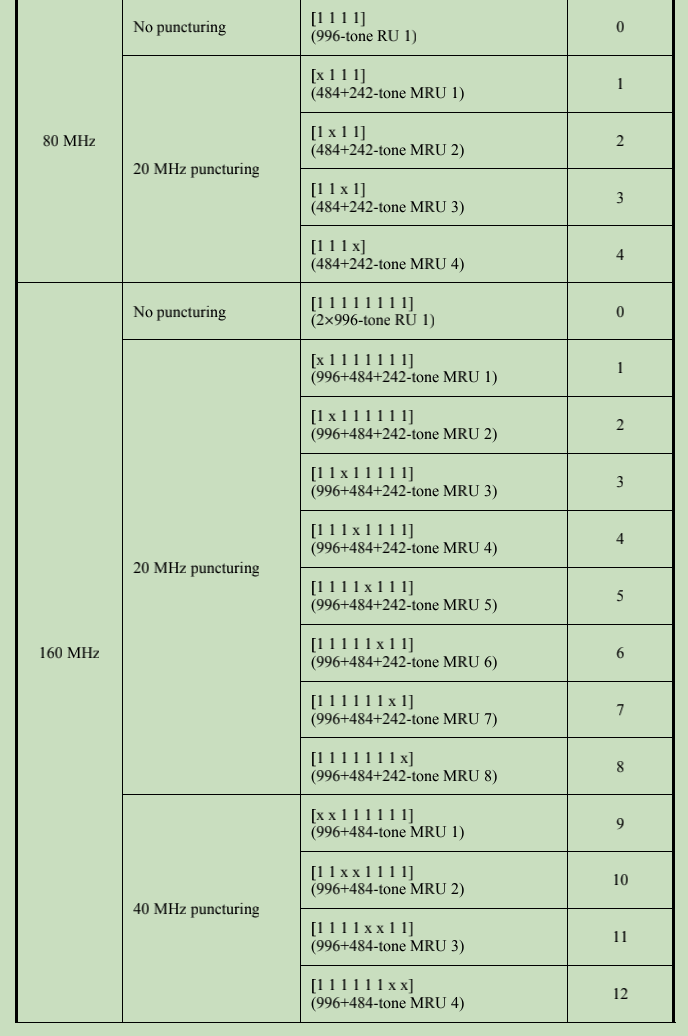 No puncturing
[1 1 1 1]
(996-tone RU 1)
0
80 MHz
20 MHz puncturing
[x 1 1 1]
(484+242-tone MRU 1)
1
[1 x 1 1]
(484+242-tone MRU 2)
2
[1 1 x 1]
(484+242-tone MRU 3)
3
[1 1 1 x]
(484+242-tone MRU 4)
4
160 MHz
No puncturing
[1 1 1 1 1 1 1 1]
(2×996-tone RU 1)
0
20 MHz puncturing
[x 1 1 1 1 1 1 1]
(996+484+242-tone MRU 1)
1
[1 x 1 1 1 1 1 1]
(996+484+242-tone MRU 2)
2
[1 1 x 1 1 1 1 1]
(996+484+242-tone MRU 3)
3
[1 1 1 x 1 1 1 1]
(996+484+242-tone MRU 4)
4
[1 1 1 1 x 1 1 1]
(996+484+242-tone MRU 5)
5
[1 1 1 1 1 x 1 1]
(996+484+242-tone MRU 6)
6
[1 1 1 1 1 1 x 1]
(996+484+242-tone MRU 7)
7
[1 1 1 1 1 1 1 x]
(996+484+242-tone MRU 8)
8
40 MHz puncturing
[x x 1 1 1 1 1 1]
(996+484-tone MRU 1)
9
[1 1 x x 1 1 1 1]
(996+484-tone MRU 2)
10
[1 1 1 1 x x 1 1]
(996+484-tone MRU 3)
11
[1 1 1 1 1 1 x x]
(996+484-tone MRU 4)
12